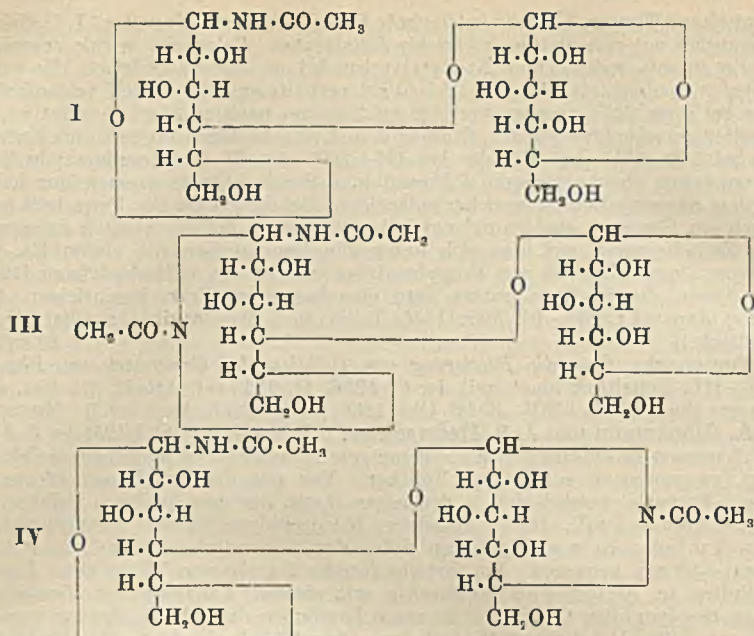 CH·NH·CO·CH₃ CH
H·C·OH H·C·OH
HO·C·H HO·C·H
I O O O
H·C H·C·OH
H·C H·C
CH₂OH CH₂OH
CH·NH·CO·CH₃ CH
H·C·OH H·C·OH
HO·C·H O HO·C·H O
III CH₃·CO·N
H·C H·C·OH
H·C H·C
CH₂OH CH₂OH
CH·NH·CO·CH₃ CH
H·C·OH H·C·OH
HO·C·H O HO·C·H N·CO·CH₃
IV O
H·C H·C·OH
H·C H·C
CH₂OH CH₂OH